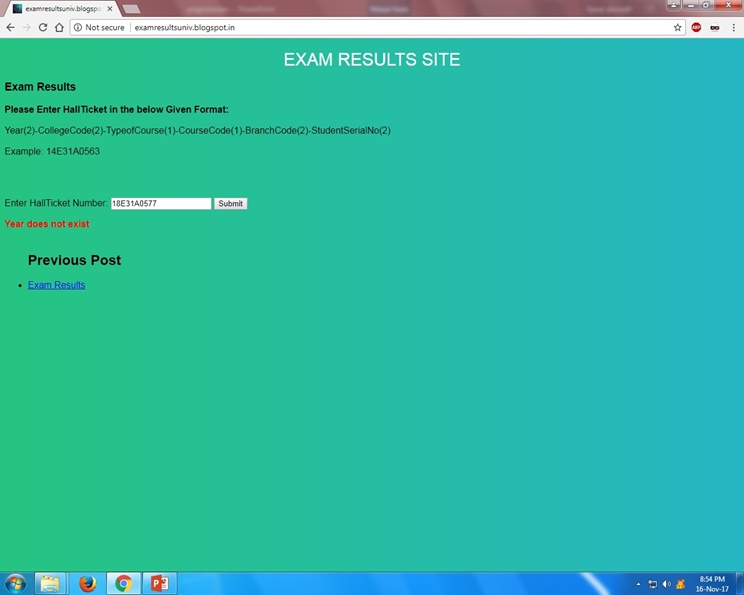 examresultsuniv.blogspo
Not secure
examresultsuniv.blogspot.in
ABP
EXAM RESULTS SITE
Exam Results
Please Enter HallTicket in the below Given Format:
Year(2)-CollegeCode(2)-TypeofCourse(1)-CourseCode(1)-BranchCode(2)-StudentSerialNo(2)
Example: 14E31A0563
Enter HallTicket Number: 18E31A0577 Submit
Year does not exist
Previous Post
Exam Results
8:54 PM
16-Nov-17